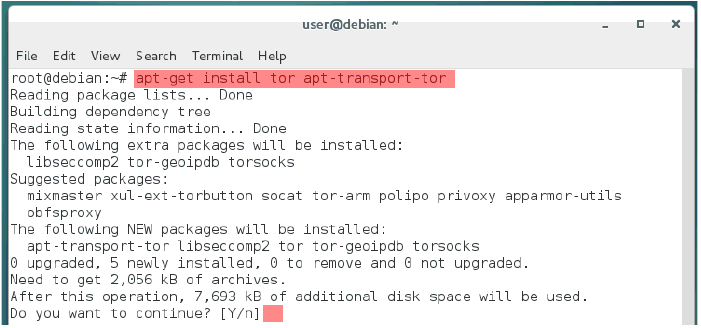 user@debian: ~
File Edit View Search Terminal Help
root@debian:~# apt-get install tor apt-transport-tor
Reading package lists... Done
Building dependency tree
Reading state information... Done
The following extra packages will be installed:
  libseccomp2 tor-geoipdb torsocks
Suggested packages:
  mixmaster xul-ext-torbutton socat tor-arm polipo privoxy apparmor-utils
  obfsproxy
The following NEW packages will be installed:
  apt-transport-tor libseccomp2 tor tor-geoipdb torsocks
0 upgraded, 5 newly installed, 0 to remove and 0 not upgraded.
Need to get 2,056 kB of archives.
After this operation, 7,693 kB of additional disk space will be used.
Do you want to continue? [Y/n]